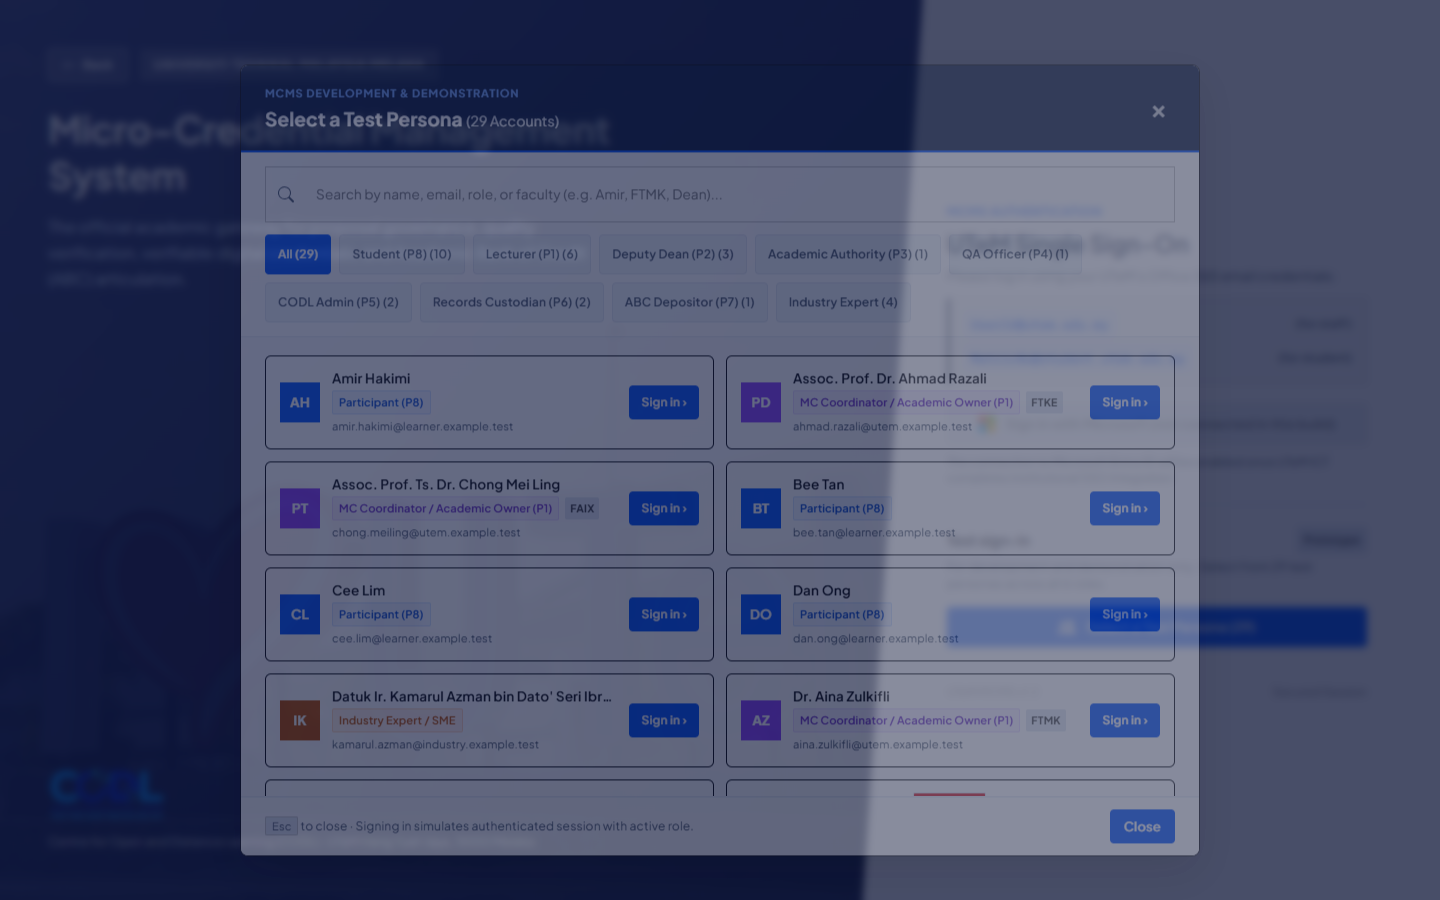 Back
Micro-Credential Management
System
MCMS DEVELOPMENT & DEMONSTRATION
Select a Test Persona (29 Accounts)
×
Search by name, email, role, or faculty (e.g. Amir, FTMK, Dean)...
All (29)
Student (P8) (10)
Lecturer (P1) (6)
Deputy Dean (P2) (3)
Academic Authority (P3) (1)
QA Officer (P4) (1)
CODL Admin (P5) (2)
Records Custodian (P6) (2)
ABC Depositor (P7) (1)
Industry Expert (4)
AH
Amir Hakimi
Participant (P8)
amir.hakimi@learner.example.test
Sign in ›
PD
Assoc. Prof. Dr. Ahmad Razali
MC Coordinator / Academic Owner (P1) FTKE
ahmad.razali@utem.example.test
Sign in ›
PT
Assoc. Prof. Ts. Dr. Chong Mei Ling
MC Coordinator / Academic Owner (P1) FAIX
chong.meiling@utem.example.test
Sign in ›
BT
Bee Tan
Participant (P8)
bee.tan@learner.example.test
Sign in ›
CL
Cee Lim
Participant (P8)
cee.lim@learner.example.test
Sign in ›
DO
Dan Ong
Participant (P8)
dan.ong@learner.example.test
Sign in ›
IK
Datuk Ir. Kamarul Azman bin Dato' Seri Ibr...
Industry Expert / SME
kamarul.azman@industry.example.test
Sign in ›
AZ
Dr. Aina Zulkifli
MC Coordinator / Academic Owner (P1) FTMK
aina.zulkifli@utem.example.test
Sign in ›
Esc to close · Signing in simulates authenticated session with active role.
Close
Sign-On
CODL